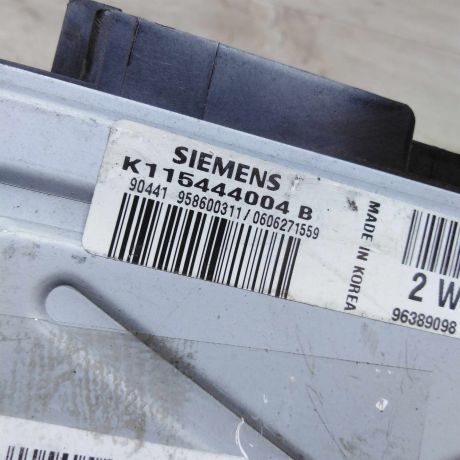 SIEMENS
K115444004 B
90441 958600311/0606271559
MADE IN KOREA
2 W
96389098